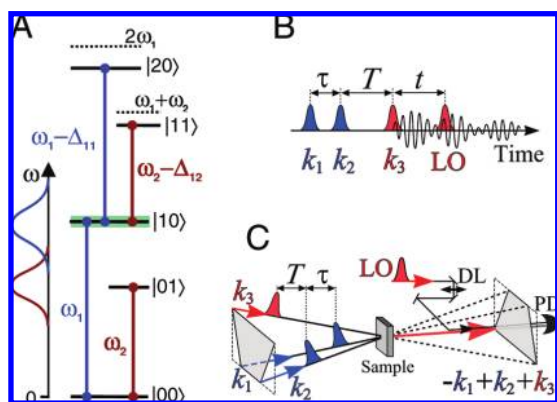 A
2ω₁
|20⟩
ω₁+ω₂
|11⟩
ω₁−Δ₁₁
ω₂−Δ₁₂
ω
|10⟩
|01⟩
ω₁
ω₂
0
|00⟩
B
τ
T
t
k₁
k₂
k₃
LO
Time
C
LO
T
τ
DL
PD
k₃
Sample
k₁
k₂
-k₁+k₂+k₃